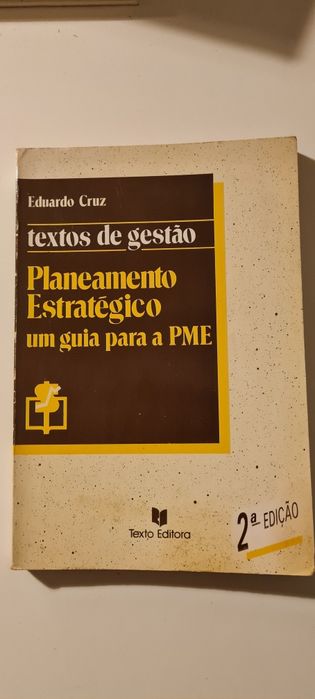 Eduardo Cruz
textos de gestão
Planeamento
Estratégico
um guia para a PME
2ª EDIÇÃO
Texto Editora